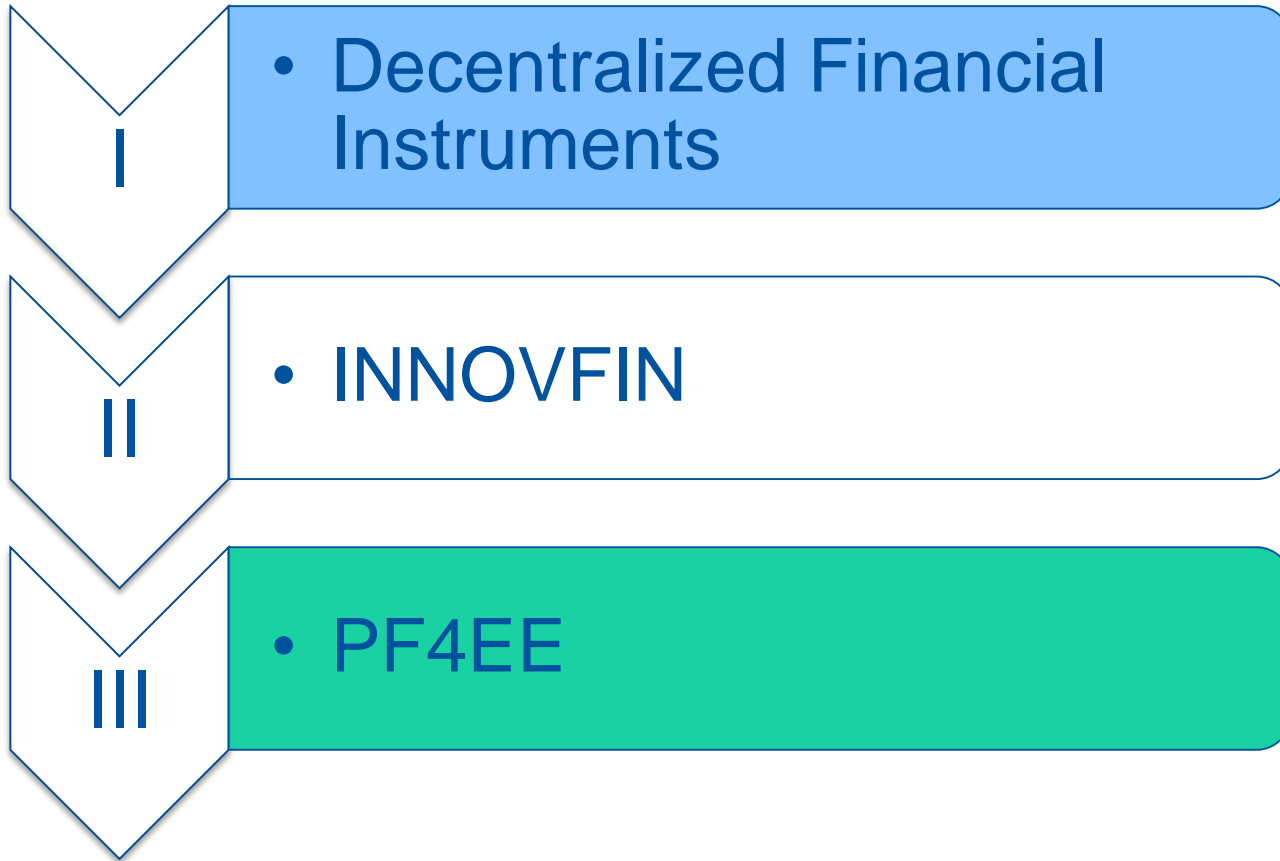 I
• Decentralized Financial
Instruments
II
• INNOVFIN
III
• PF4EE